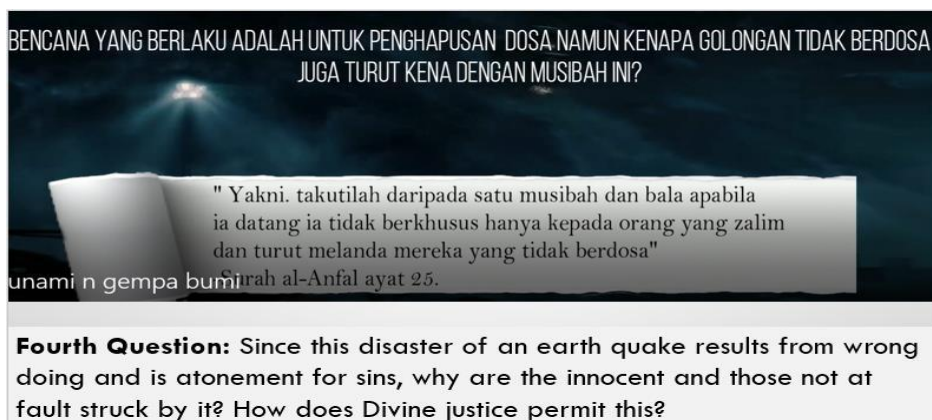 BENCANA YANG BERLAKU ADALAH UNTUK PENGHAPUSAN DOSA NAMUN KENAPA GOLONGAN TIDAK BERDOSA
JUGA TURUT KENA DENGAN MUSIBAH INI?
" Yakni. takutilah daripada satu musibah dan bala apabila
ia datang ia tidak berkhusus hanya kepada orang yang zalim
dan turut melanda mereka yang tidak berdosa"
Surah al-Anfal ayat 25.
unami n gempa bumi
Fourth Question: Since this disaster of an earth quake results from wrong
doing and is atonement for sins, why are the innocent and those not at
fault struck by it? How does Divine justice permit this?